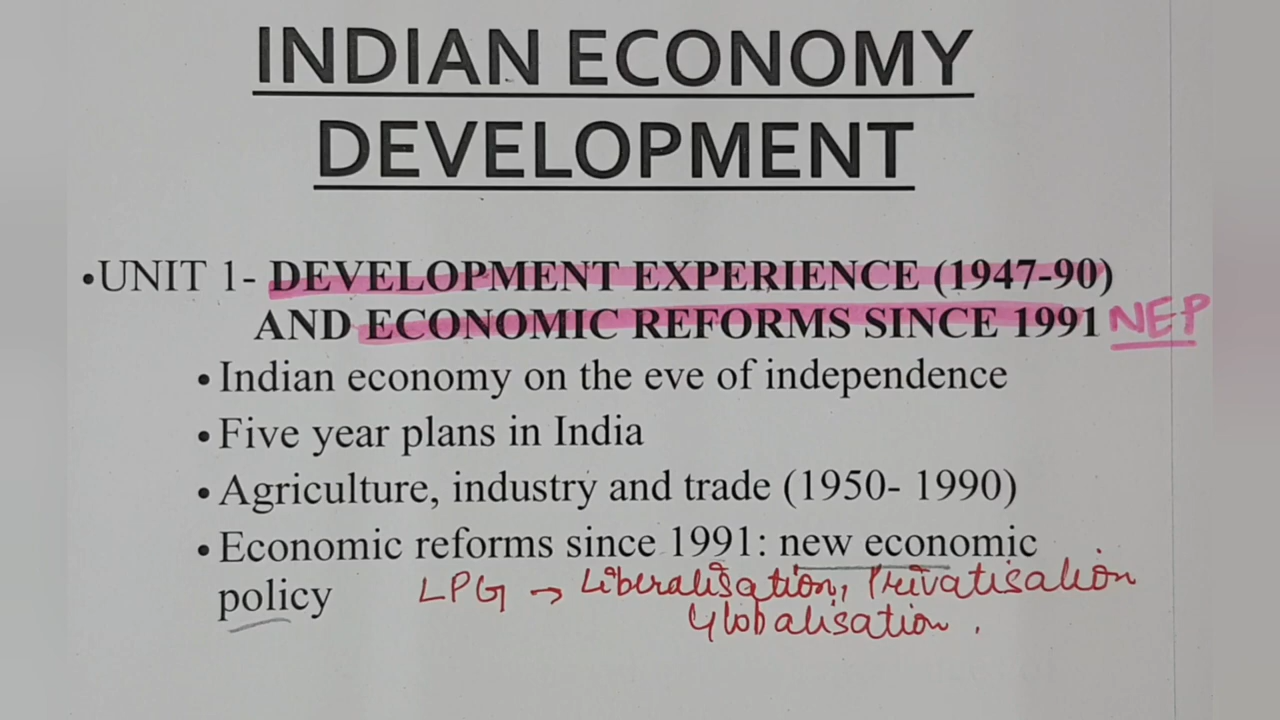 INDIAN ECONOMY
DEVELOPMENT
•UNIT 1- DEVELOPMENT EXPERIENCE (1947-90)
AND ECONOMIC REFORMS SINCE 1991 NEP
• Indian economy on the eve of independence
• Five year plans in India
• Agriculture, industry and trade (1950- 1990)
• Economic reforms since 1991: new economic
policy LPG → Liberalisation, Privatisation
Globalisation.